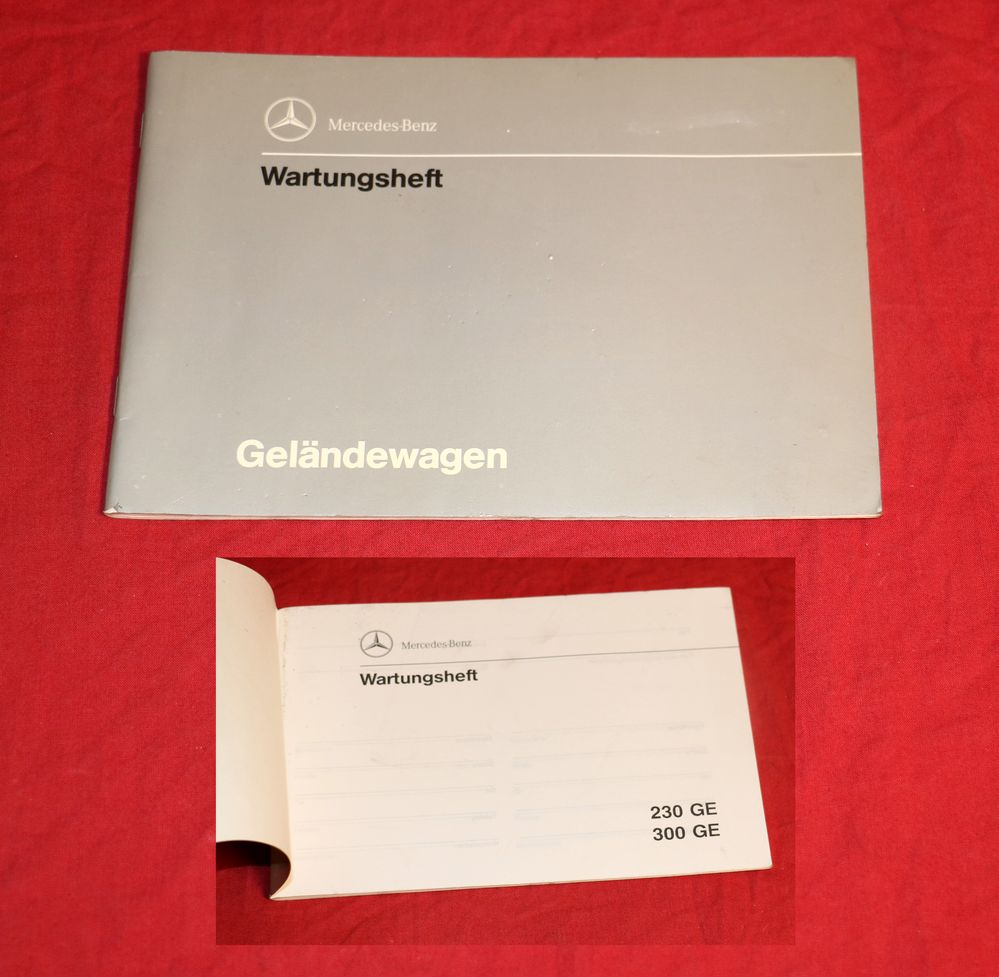 Mercedes-Benz
Wartungsheft
Geländewagen
Mercedes-Benz
Wartungsheft
230 GE
300 GE